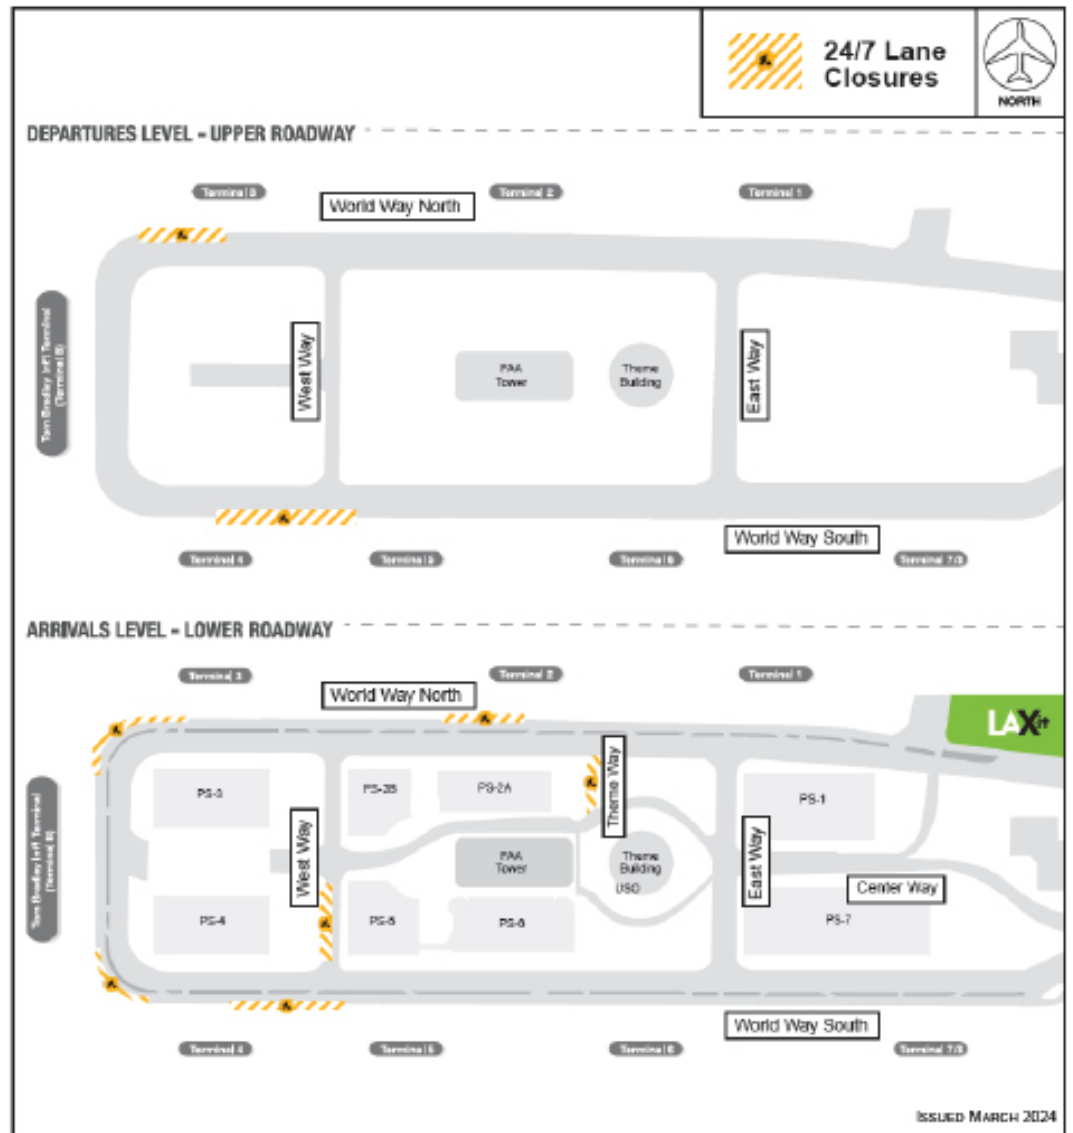 24/7 Lane
Closures
NORTH
DEPARTURES LEVEL - UPPER ROADWAY
Terminal 3
Terminal 2
Terminal 1
World Way North
Tom Bradley Int'l Terminal
(Terminal B)
West Way
FAA
Tower
Theme
Building
East Way
World Way South
Terminal 4
Terminal 5
Terminal 6
Terminal 7/8
ARRIVALS LEVEL - LOWER ROADWAY
Terminal 3
Terminal 2
Terminal 1
World Way North
LAXit
Theme Way
PS-3
PS-2B
PS-2A
PS-1
Tom Bradley Int'l Terminal
(Terminal B)
West Way
FAA
Tower
Theme
Building
USO
East Way
Center Way
PS-4
PS-5
PS-6
PS-7
World Way South
Terminal 4
Terminal 5
Terminal 6
Terminal 7/8
ISSUED MARCH 2024